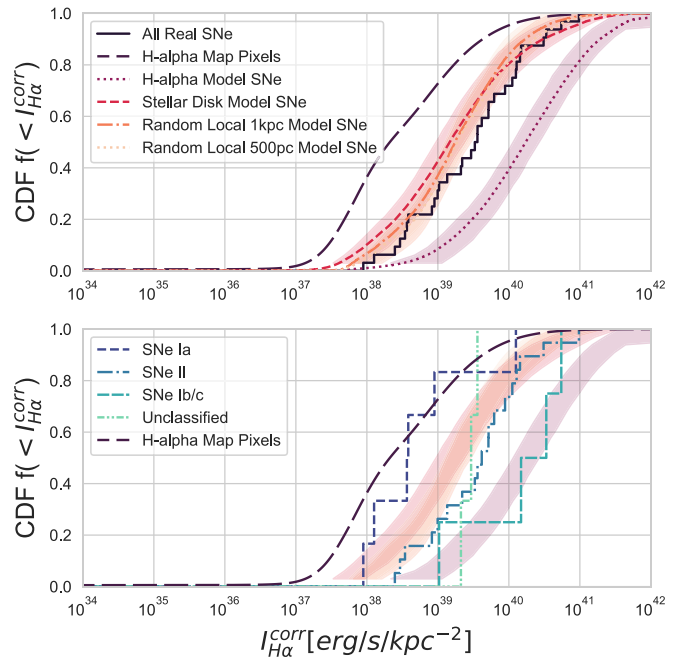 1.0
0.8
0.6
0.4
0.2
0.0
CDF f( < I_{Hα}^{corr})
All Real SNe
H-alpha Map Pixels
H-alpha Model SNe
Stellar Disk Model SNe
Random Local 1kpc Model SNe
Random Local 500pc Model SNe
10^{34} 10^{35} 10^{36} 10^{37} 10^{38} 10^{39} 10^{40} 10^{41} 10^{42}
1.0
0.8
0.6
0.4
0.2
0.0
CDF f( < I_{Hα}^{corr})
SNe Ia
SNe II
SNe Ib/c
Unclassified
H-alpha Map Pixels
10^{34} 10^{35} 10^{36} 10^{37} 10^{38} 10^{39} 10^{40} 10^{41} 10^{42}
I_{Hα}^{corr}[erg/s/kpc^{-2}]